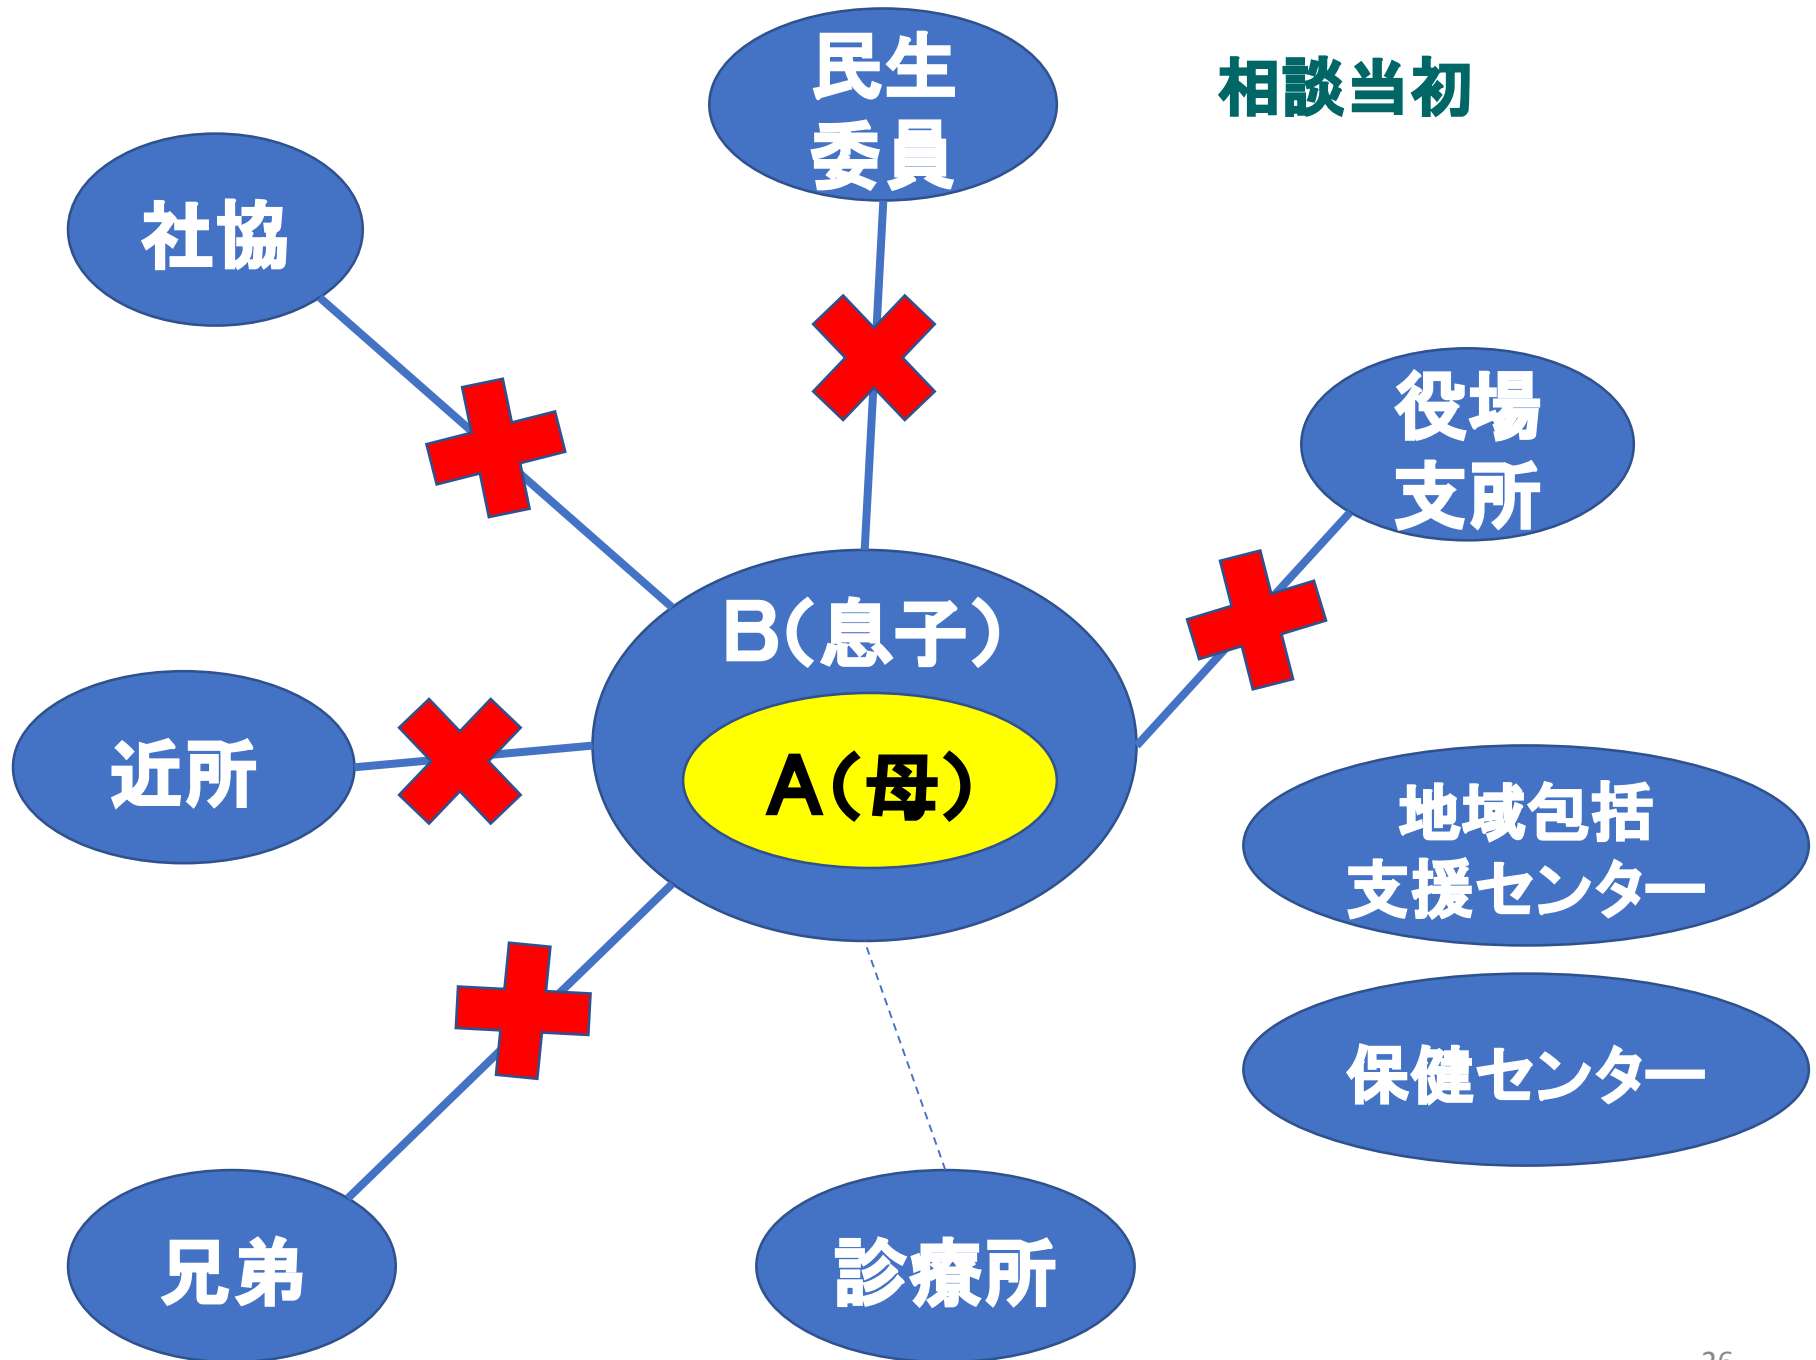 相談当初
民生
委員
社協
役場
支所
B(息子)
A(母)
近所
地域包括
支援センター
保健センター
兄弟
診療所
26